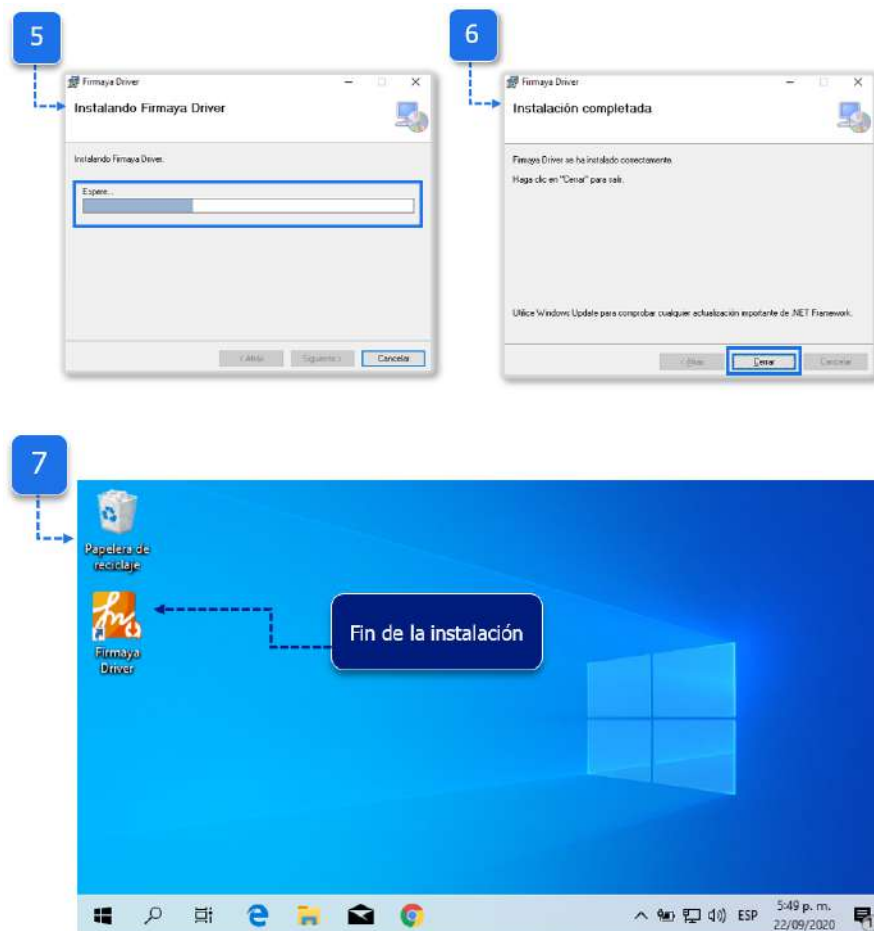 5
Firmaya Driver
Instalando Firmaya Driver
Instalando Firmaya Driver.
Espere...
< Atrás
Siguiente >
Cancelar
6
Firmaya Driver
Instalación completada
Firmaya Driver se ha instalado correctamente.
Haga clic en "Cerrar" para salir.
Utilice Windows Update para comprobar cualquier actualización importante de .NET Framework.
< Atrás
Cerrar
Cancelar
7
Papelera de
reciclaje
Firmaya
Driver
Fin de la instalación
ESP
5:49 p. m.
22/09/2020
1